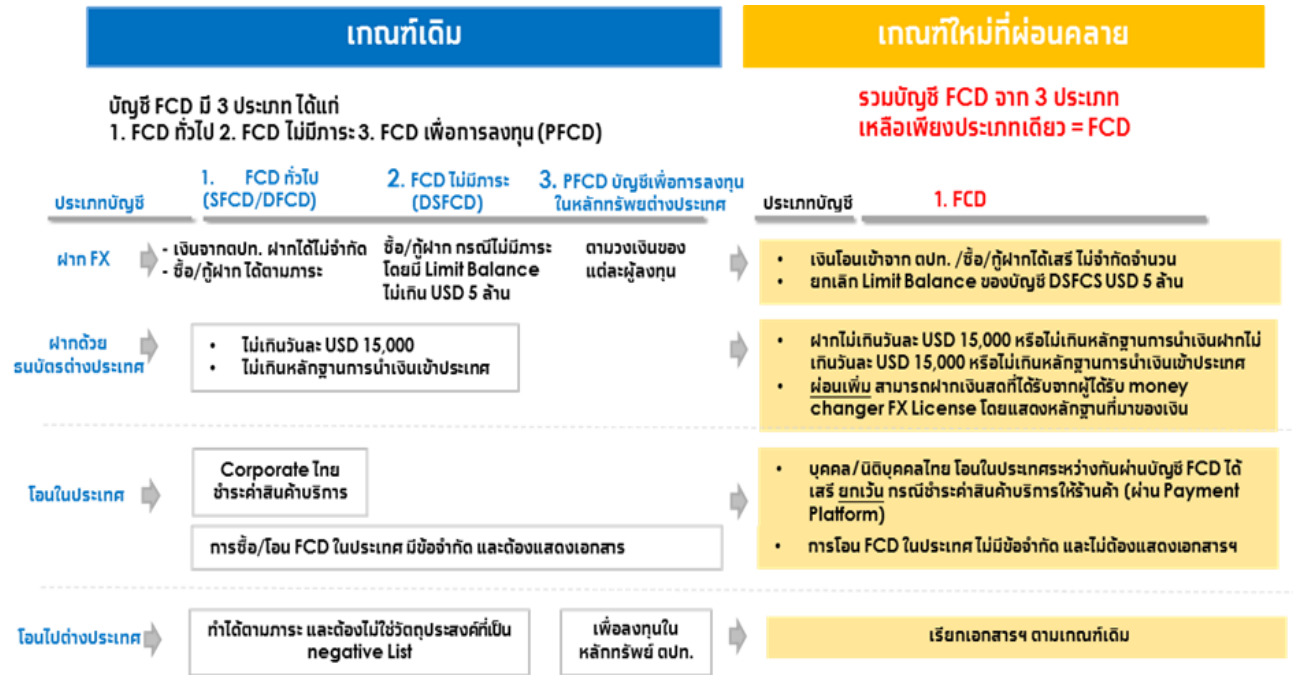 เกณฑ์เดิม
เกณฑ์ใหม่ที่ผ่อนคลาย
บัญชี FCD มี 3 ประเภท ได้แก่
1. FCD ทั่วไป 2. FCD ไม่มีภาระ 3. FCD เพื่อการลงทุน (PFCD)
รวมบัญชี FCD จาก 3 ประเภท
เหลือเพียงประเภทเดียว = FCD
ประเภทบัญชี
1. FCD ทั่วไป
(SFCD/DFCD)
2. FCD ไม่มีภาระ
(DSFCD)
3. PFCD บัญชีเพื่อการลงทุน
ในหลักทรัพย์ต่างประเทศ
ประเภทบัญชี
1. FCD
ฝาก FX
- เงินจากตปท. ฝากได้ไม่จำกัด
- ซื้อ/กู้ฝาก ได้ตามภาระ
ซื้อ/กู้ฝาก กรณีไม่มีภาระ
โดยมี Limit Balance
ไม่เกิน USD 5 ล้าน
ตามวงเงินของ
แต่ละผู้ลงทุน
• เงินโอนเข้าจาก ตปท. /ซื้อ/กู้ฝากได้เสรี ไม่จำกัดจำนวน
• ยกเลิก Limit Balance ของบัญชี DSFCS USD 5 ล้าน
ฝากด้วย
ธนบัตรต่างประเทศ
• ไม่เกินวันละ USD 15,000
• ไม่เกินหลักฐานการนำเงินเข้าประเทศ
• ฝากไม่เกินวันละ USD 15,000 หรือไม่เกินหลักฐานการนำเงินฝากไม่
เกินวันละ USD 15,000 หรือไม่เกินหลักฐานการนำเงินเข้าประเทศ
• ผ่อนเพิ่ม สามารถฝากเงินสดที่ได้รับจากผู้ได้รับ money
changer FX License โดยแสดงหลักฐานที่มาของเงิน
โอนในประเทศ
Corporate ไทย
ชำระค่าสินค้าบริการ
การซื้อ/โอน FCD ในประเทศ มีข้อจำกัด และต้องแสดงเอกสาร
• บุคคล/นิติบุคคลไทย โอนในประเทศระหว่างกันผ่านบัญชี FCD ได้
เสรี ยกเว้น กรณีชำระค่าสินค้าบริการให้ร้านค้า (ผ่าน Payment
Platform)
• การโอน FCD ในประเทศ ไม่มีข้อจำกัด และไม่ต้องแสดงเอกสารฯ
โอนไปต่างประเทศ
ทำได้ตามภาระ และต้องไม่ใช่วัตถุประสงค์ที่เป็น
negative List
เพื่อลงทุนใน
หลักทรัพย์ ตปท.
เรียกเอกสารฯ ตามเกณฑ์เดิม